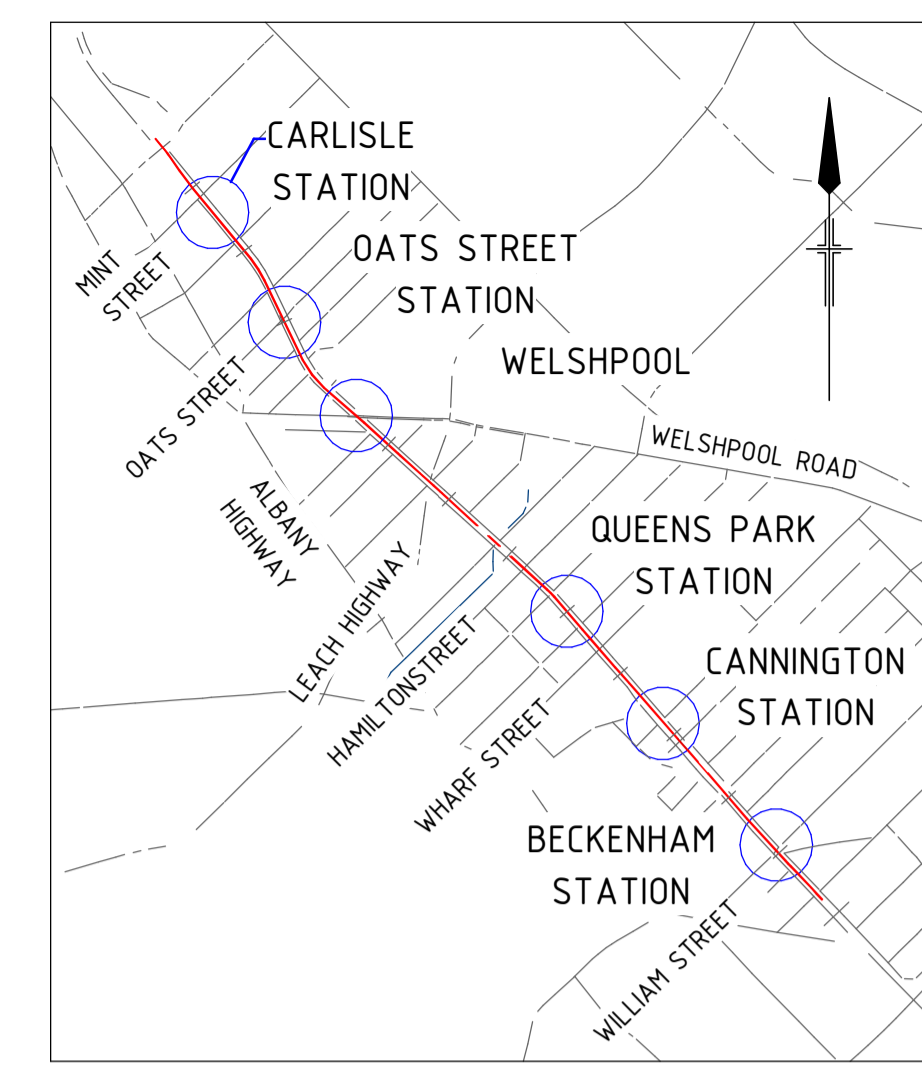 CARLISLE
STATION
OATS STREET
STATION
MINT
STREET
WELSHPOOL
OATS STREET
WELSHPOOL ROAD
ALBANY
HIGHWAY
QUEENS PARK
STATION
LEACH HIGHWAY
HAMILTONSTREET
CANNINGTON
STATION
WHARF STREET
BECKENHAM
STATION
WILLIAM STREET